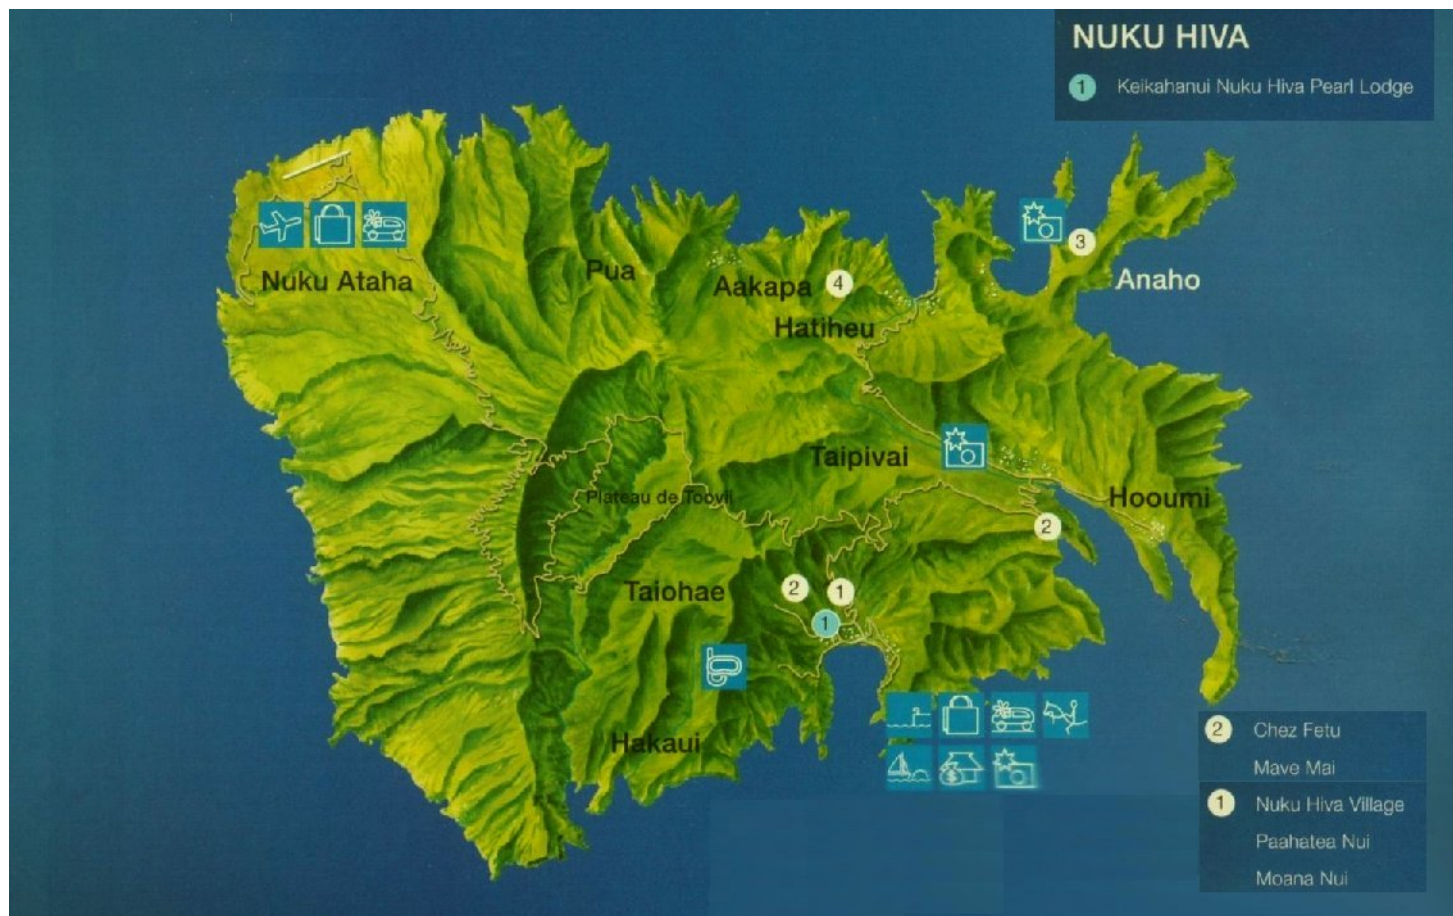 NUKU HIVA
1 Keikahanui Nuku Hiva Pearl Lodge
3
Nuku Ataha
Pua
Aakapa
4
Anaho
Hatiheu
Taipivai
Plateau de Toovii
Hooumi
2
Taiohae
2
1
1
Hakaui
2 Chez Fetu
Mave Mai
1 Nuku Hiva Village
Paahatea Nui
Moana Nui